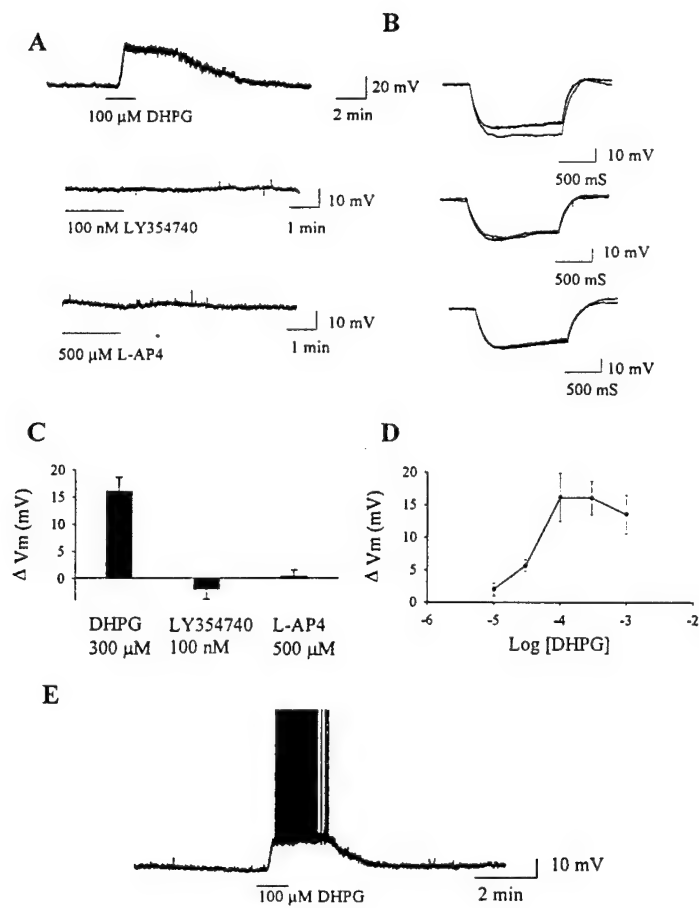 A
B
20 mV
2 min
100 µM DHPG
10 mV
500 mS
10 mV
1 min
100 nM LY354740
10 mV
500 mS
10 mV
1 min
500 µM L-AP4
10 mV
500 mS
C
D
Δ Vm (mV)
20
15
10
5
0
DHPG
300 µM
LY354740
100 nM
L-AP4
500 µM
Δ Vm (mV)
20
15
10
5
0
-6
-5
-4
-3
-2
Log [DHPG]
E
10 mV
2 min
100 µM DHPG